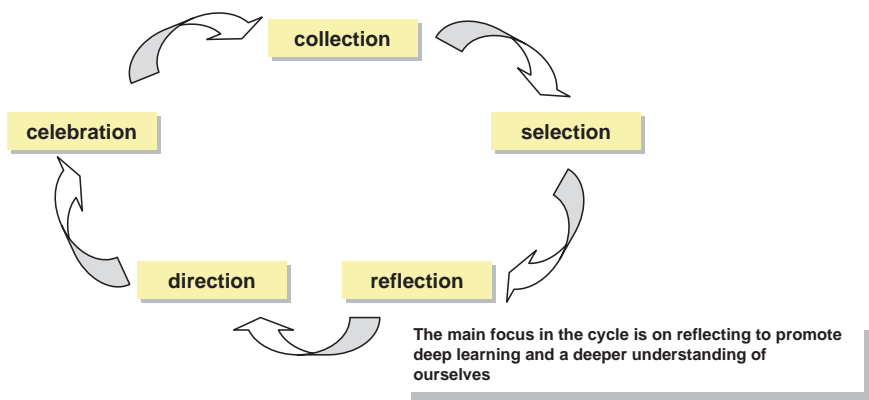 collection
celebration
selection
direction
reflection
The main focus in the cycle is on reflecting to promote
deep learning and a deeper understanding of
ourselves